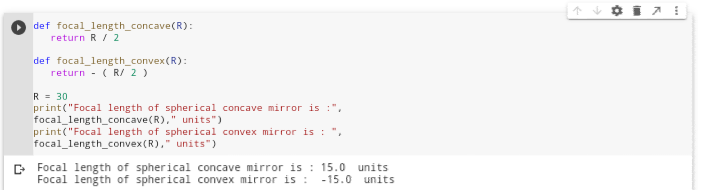 def focal_length_concave(R):
   return R / 2

def focal_length_convex(R):
   return - ( R/ 2 )

R = 30
print("Focal length of spherical concave mirror is :",
focal_length_concave(R)," units")
print("Focal length of spherical convex mirror is : ",
focal_length_convex(R)," units")
Focal length of spherical concave mirror is : 15.0  units
Focal length of spherical convex mirror is :  -15.0  units